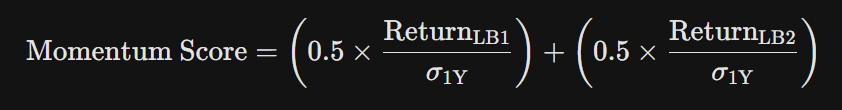 Momentum Score = (0.5 × Return_LB1 / σ_1Y) + (0.5 × Return_LB2 / σ_1Y)